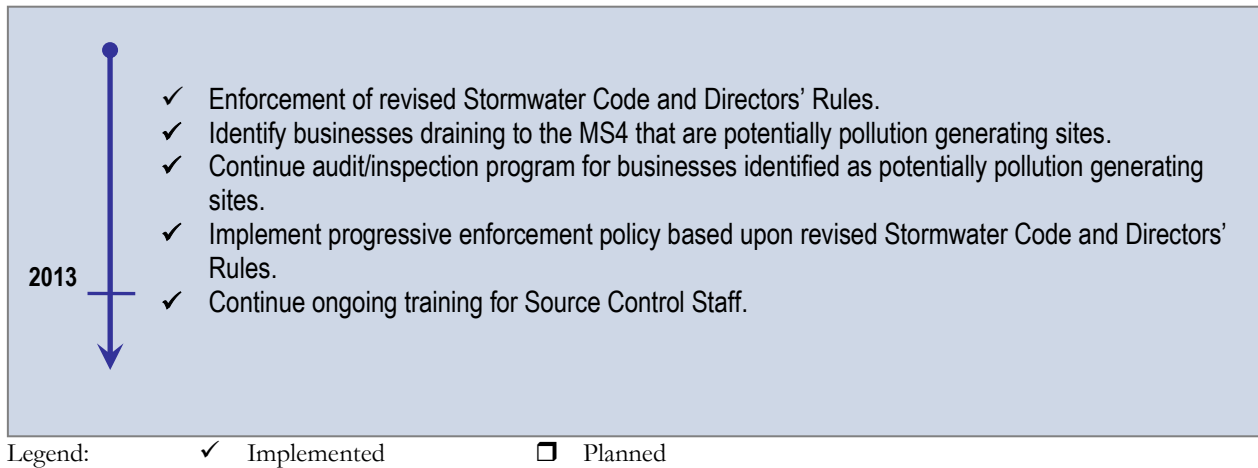 ✓ Enforcement of revised Stormwater Code and Directors' Rules.
✓ Identify businesses draining to the MS4 that are potentially pollution generating sites.
✓ Continue audit/inspection program for businesses identified as potentially pollution generating
sites.
✓ Implement progressive enforcement policy based upon revised Stormwater Code and Directors'
Rules.
2013
✓ Continue ongoing training for Source Control Staff.
Legend: ✓ Implemented ❒ Planned